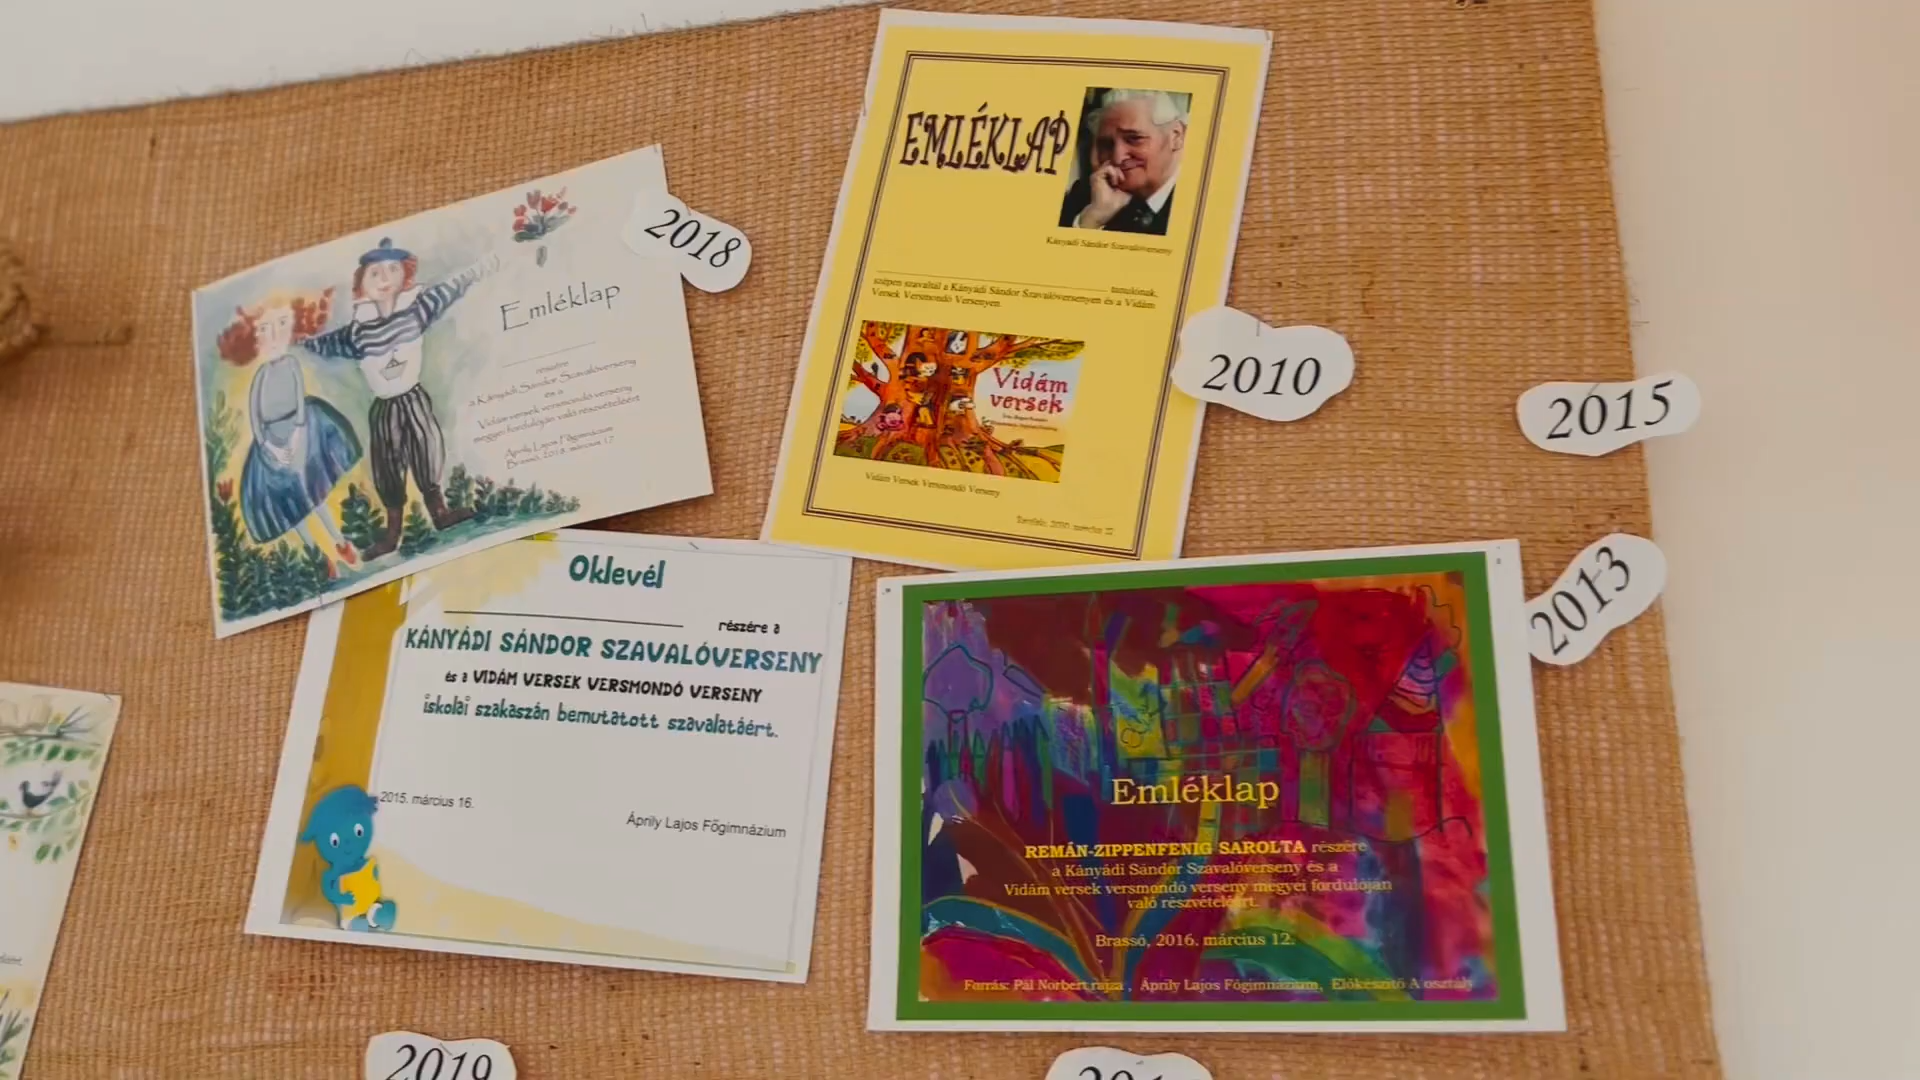 2018
Emléklap
részére
a Kányádi Sándor Szavalóverseny
és a
Vidám versek versmondó verseny
megyei fordulóján való részvételéért
Áprily Lajos Főgimnázium
Brassó, 2018. március 17.
EMLÉKLAP
Kányádi Sándor Szavalóverseny
tanulónak,
szépen szavaltál a Kányádi Sándor Szavalóversenyen és a Vidám
Versek Versmondó Versenyen.
Vidám
versek
Vidám Versek Versmondó Verseny
2010
2015
2013
Oklevél
részére a
KÁNYÁDI SÁNDOR SZAVALÓVERSENY
és a VIDÁM VERSEK VERSMONDÓ VERSENY
iskolai szakaszán bemutatott szavalatáért.
2015. március 16.
Áprily Lajos Főgimnázium
Emléklap
REMÁN-ZIPPENFENIG SAROLTA részére
a Kányádi Sándor Szavalóverseny és a
Vidám versek versmondó verseny megyei fordulóján
való részvételéért.
Brassó, 2016. március 12.
Forrás: Pál Norbert rajza, Áprily Lajos Főgimnázium, Előkészítő A osztály
2019